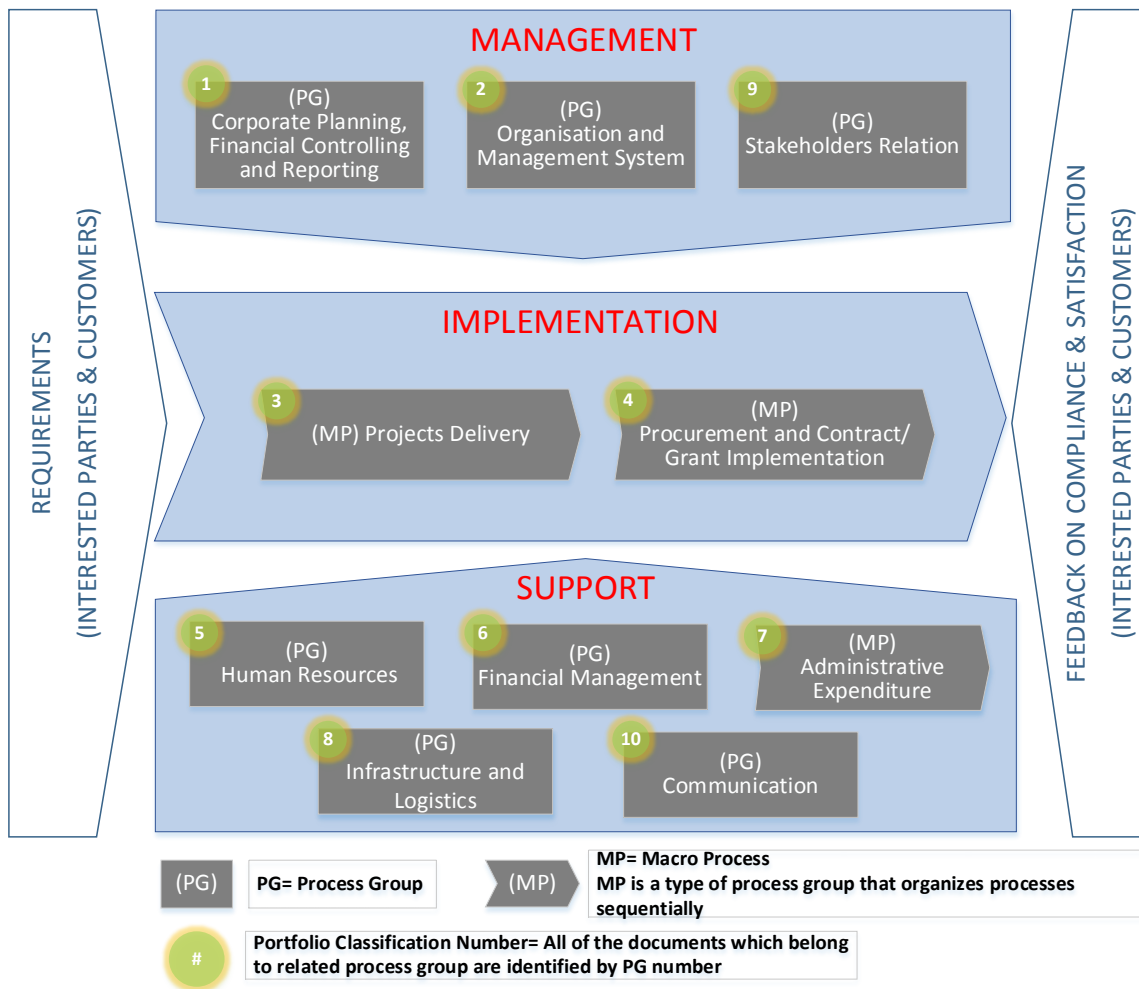 REQUIREMENTS
(INTERESTED PARTIES & CUSTOMERS)
MANAGEMENT
1
(PG)
Corporate Planning,
Financial Controlling
and Reporting
2
(PG)
Organisation and
Management System
9
(PG)
Stakeholders Relation
IMPLEMENTATION
3
(MP) Projects Delivery
4
(MP)
Procurement and Contract/
Grant Implementation
SUPPORT
5
(PG)
Human Resources
6
(PG)
Financial Management
7
(MP)
Administrative
Expenditure
8
(PG)
Infrastructure and
Logistics
10
(PG)
Communication
FEEDBACK ON COMPLIANCE & SATISFACTION
(INTERESTED PARTIES & CUSTOMERS)
(PG)
PG= Process Group
(MP)
MP= Macro Process
MP is a type of process group that organizes processes
sequentially
#
Portfolio Classification Number= All of the documents which belong
to related process group are identified by PG number